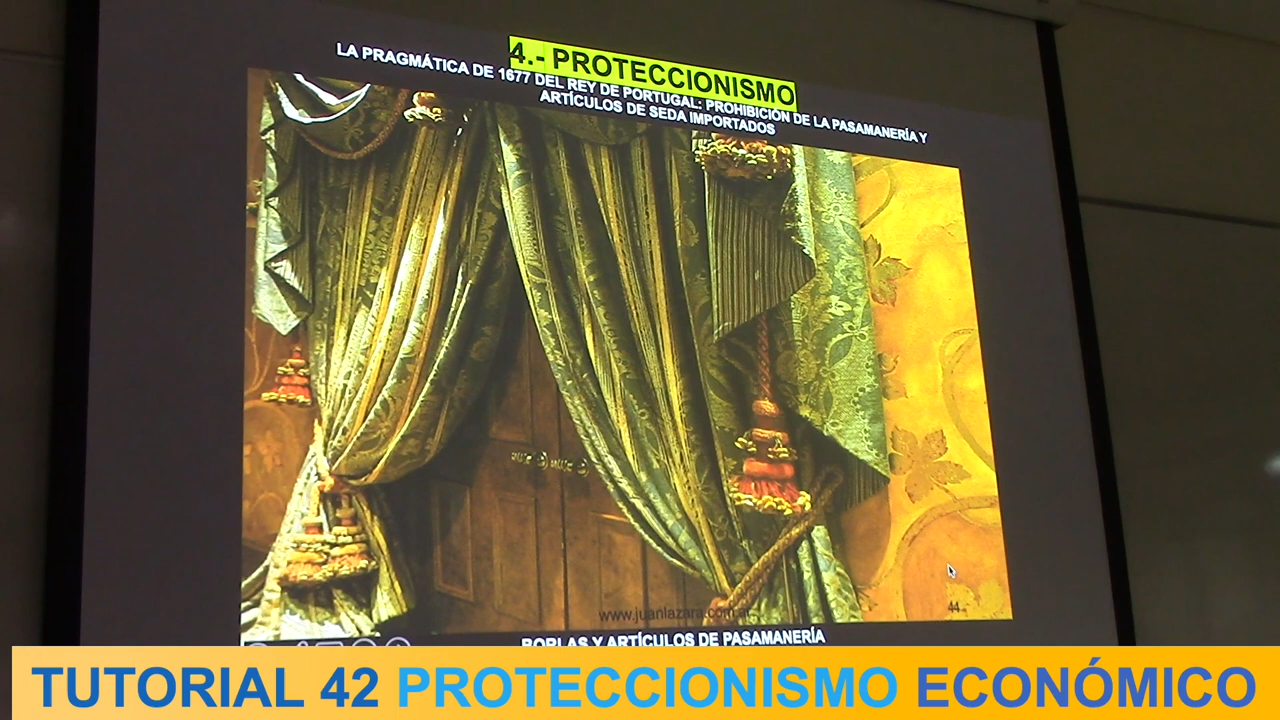 4.- PROTECCIONISMO
LA PRAGMÁTICA DE 1677 DEL REY DE PORTUGAL: PROHIBICIÓN DE LA PASAMANERÍA Y
ARTÍCULOS DE SEDA IMPORTADOS
www.juanlazara.com.ar
44
BORLAS Y ARTÍCULOS DE PASAMANERÍA
TUTORIAL 42 PROTECCIONISMO ECONÓMICO